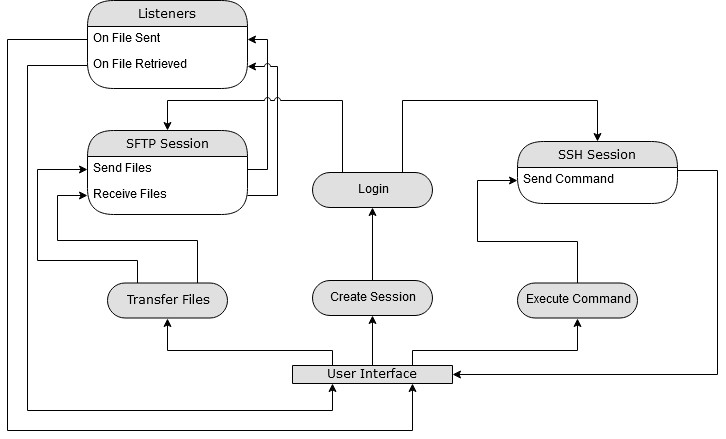 Listeners
On File Sent
On File Retrieved
SFTP Session
Send Files
Receive Files
SSH Session
Send Command
Login
Transfer Files
Create Session
Execute Command
User Interface